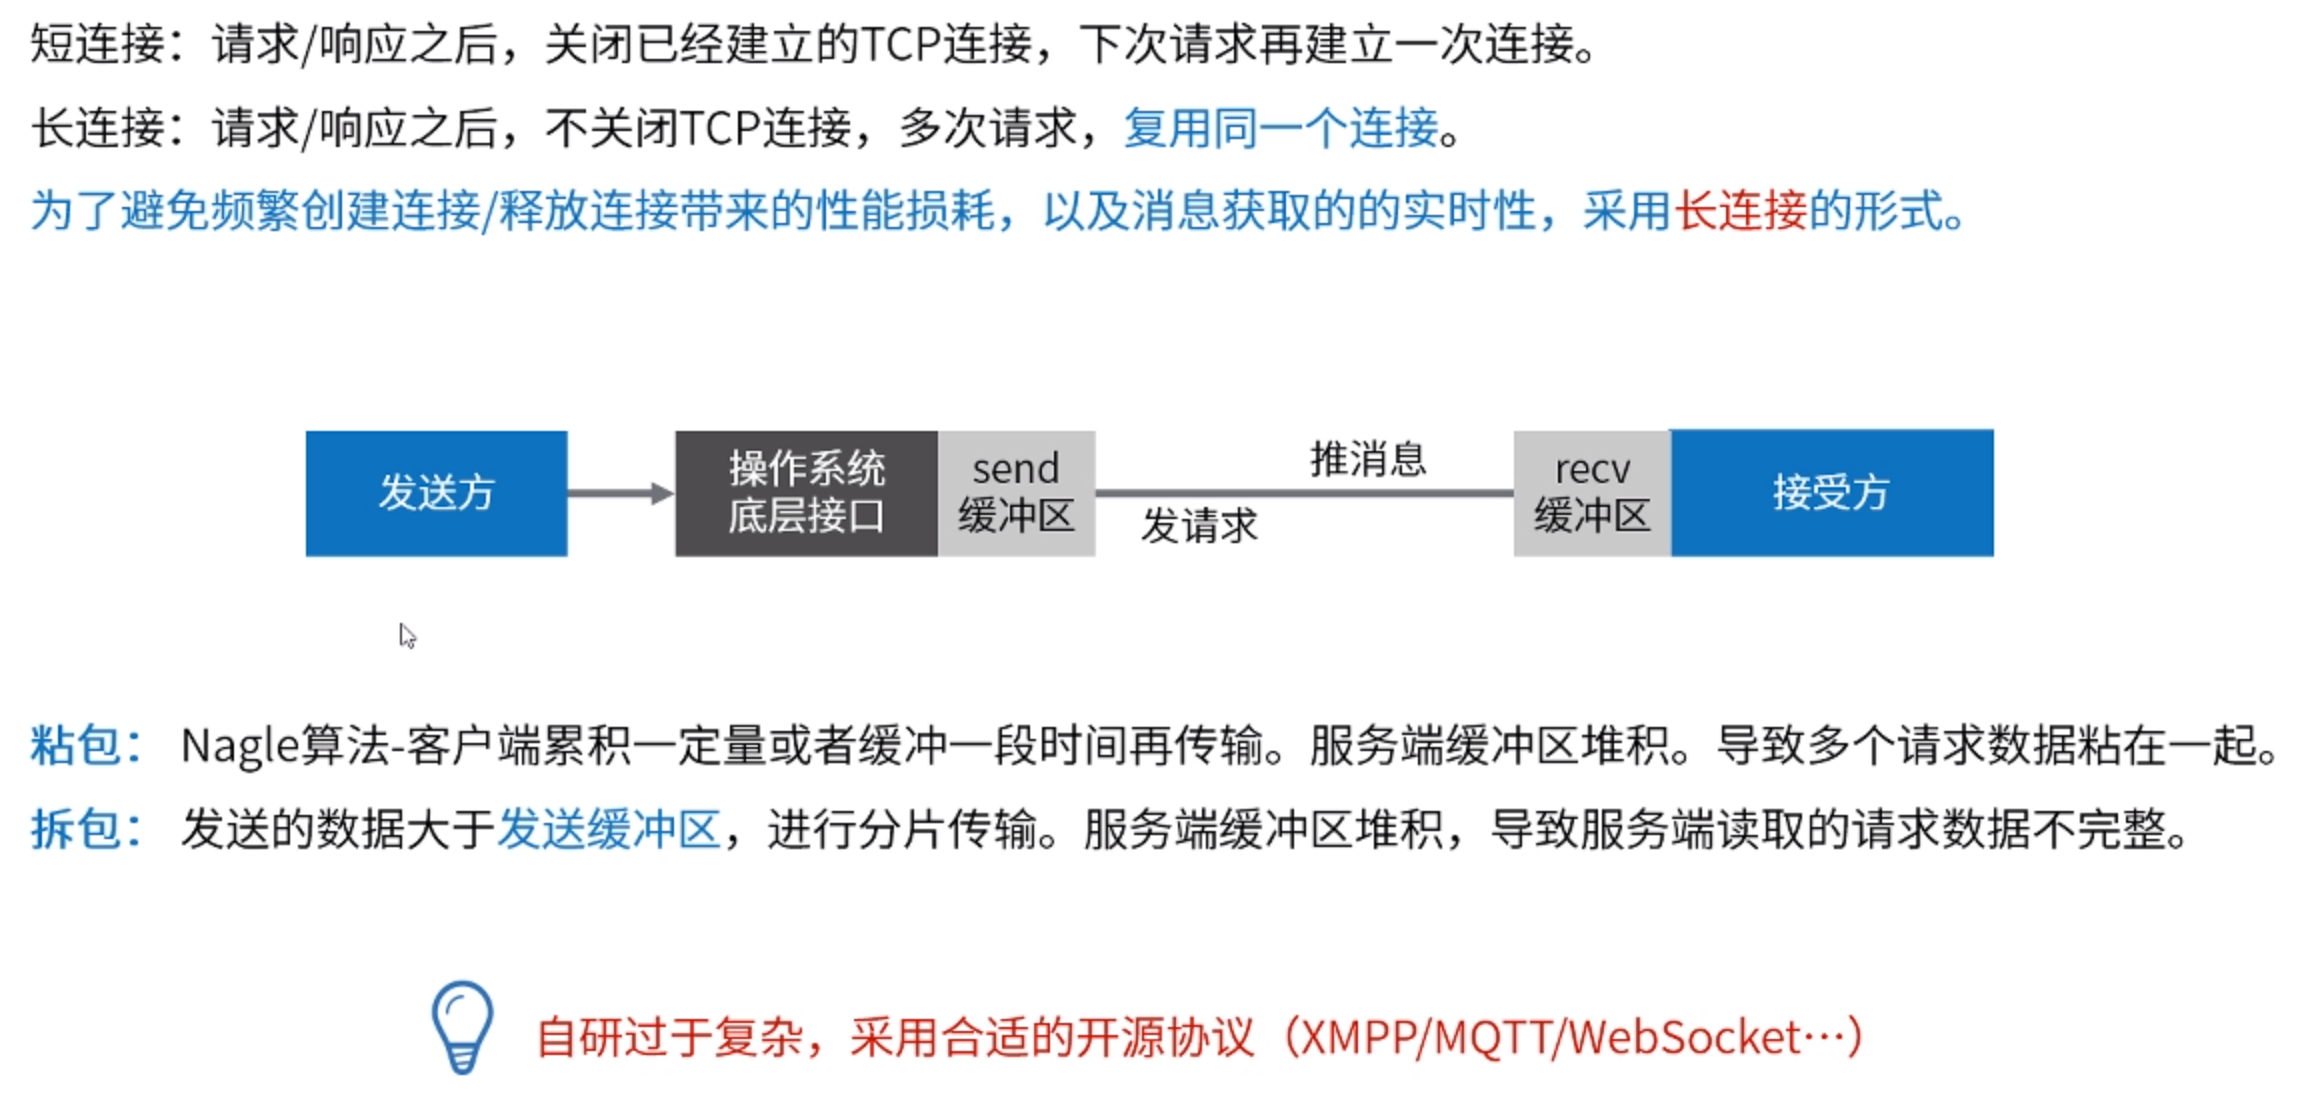 短连接：请求/响应之后，关闭已经建立的TCP连接，下次请求再建立一次连接。
长连接：请求/响应之后，不关闭TCP连接，多次请求，复用同一个连接。
为了避免频繁创建连接/释放连接带来的性能损耗，以及消息获取的的实时性，采用长连接的形式。
发送方
操作系统
底层接口
send
缓冲区
推消息
发请求
recv
缓冲区
接受方
粘包： Nagle算法-客户端累积一定量或者缓冲一段时间再传输。服务端缓冲区堆积。导致多个请求数据粘在一起。
拆包： 发送的数据大于发送缓冲区，进行分片传输。服务端缓冲区堆积，导致服务端读取的请求数据不完整。
自研过于复杂，采用合适的开源协议（XMPP/MQTT/WebSocket…）